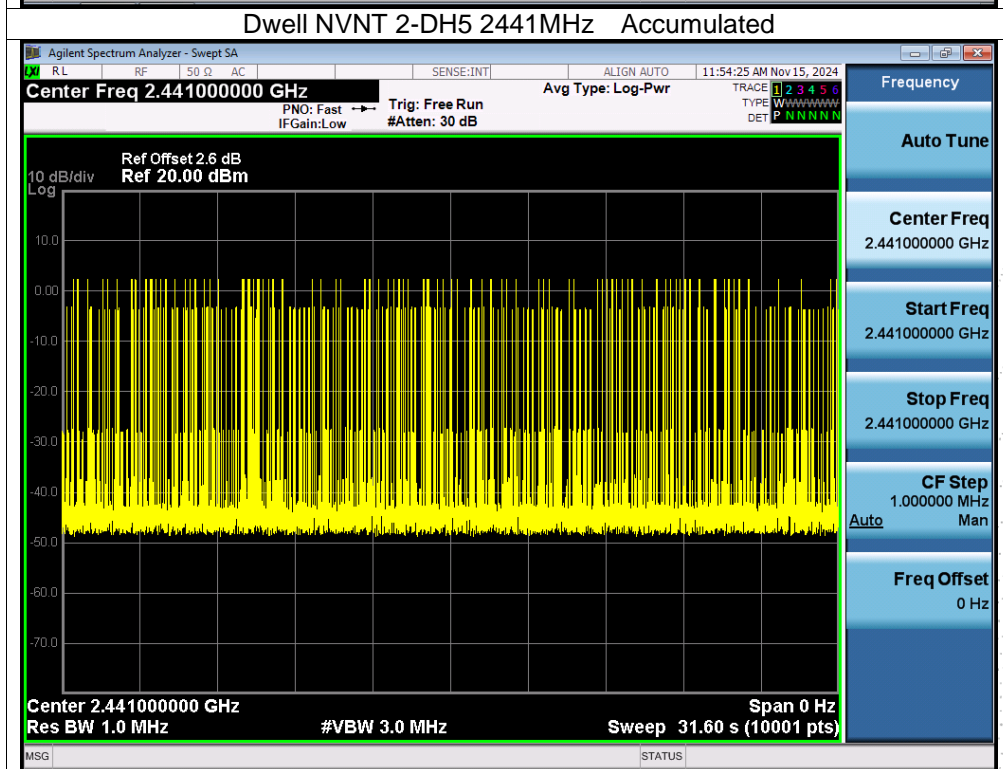 Dwell NVNT 2-DH5 2441MHz Accumulated
Agilent Spectrum Analyzer - Swept SA
LXI RL RF 50 Ω AC SENSE:INT ALIGN AUTO 11:54:25 AM Nov 15, 2024
Center Freq 2.441000000 GHz
PNO: Fast
IFGain:Low
Trig: Free Run
#Atten: 30 dB
Avg Type: Log-Pwr
TRACE 1 2 3 4 5 6
TYPE WWWWWWW
DET P N N N N N
Ref Offset 2.6 dB
10 dB/div Ref 20.00 dBm
Log
10.0
0.00
-10.0
-20.0
-30.0
-40.0
-50.0
-60.0
-70.0
Center 2.441000000 GHz Span 0 Hz
Res BW 1.0 MHz #VBW 3.0 MHz Sweep 31.60 s (10001 pts)
MSG STATUS
Frequency
Auto Tune
Center Freq
2.441000000 GHz
Start Freq
2.441000000 GHz
Stop Freq
2.441000000 GHz
CF Step
1.000000 MHz
Auto Man
Freq Offset
0 Hz